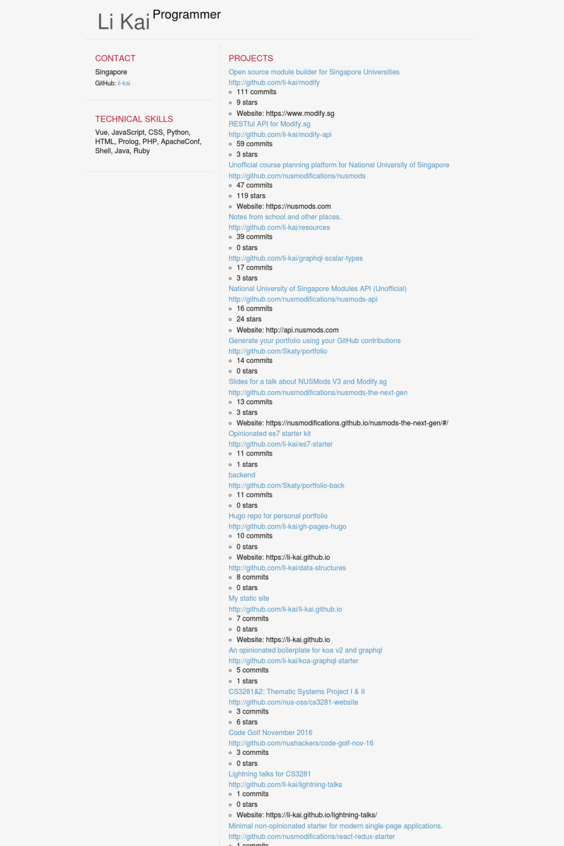 Li Kai Programmer
CONTACT
Singapore
GitHub: li-kai
TECHNICAL SKILLS
Vue, JavaScript, CSS, Python,
HTML, Prolog, PHP, ApacheConf,
Shell, Java, Ruby
PROJECTS
Open source module builder for Singapore Universities
http://github.com/li-kai/modify
111 commits
9 stars
Website: https://www.modify.sg
RESTful API for Modify.sg
http://github.com/li-kai/modify-api
59 commits
3 stars
Unofficial course planning platform for National University of Singapore
http://github.com/nusmodifications/nusmods
47 commits
119 stars
Website: https://nusmods.com
Notes from school and other places.
http://github.com/li-kai/resources
39 commits
0 stars
http://github.com/li-kai/graphql-scalar-types
17 commits
3 stars
National University of Singapore Modules API (Unofficial)
http://github.com/nusmodifications/nusmods-api
16 commits
24 stars
Website: http://api.nusmods.com
Generate your portfolio using your GitHub contributions
http://github.com/Skaty/portfolio
14 commits
0 stars
Slides for a talk about NUSMods V3 and Modify.sg
http://github.com/nusmodifications/nusmods-the-next-gen
13 commits
3 stars
Website: https://nusmodifications.github.io/nusmods-the-next-gen/#/
Opinionated es7 starter kit
http://github.com/li-kai/es7-starter
11 commits
1 stars
backend
http://github.com/Skaty/portfolio-back
11 commits
0 stars
Hugo repo for personal portfolio
http://github.com/li-kai/gh-pages-hugo
10 commits
0 stars
Website: https://li-kai.github.io
http://github.com/li-kai/data-structures
8 commits
0 stars
My static site
http://github.com/li-kai/li-kai.github.io
7 commits
0 stars
Website: https://li-kai.github.io
An opinionated boilerplate for koa v2 and graphql
http://github.com/li-kai/koa-graphql-starter
5 commits
1 stars
CS3281&2: Thematic Systems Project I & II
http://github.com/nus-oss/cs3281-website
3 commits
6 stars
Code Golf November 2016
http://github.com/nushackers/code-golf-nov-16
3 commits
0 stars
Lightning talks for CS3281
http://github.com/li-kai/lightning-talks
1 commits
0 stars
Website: https://li-kai.github.io/lightning-talks/
Minimal non-opinionated starter for modern single-page applications.
http://github.com/nusmodifications/react-redux-starter
1 commits